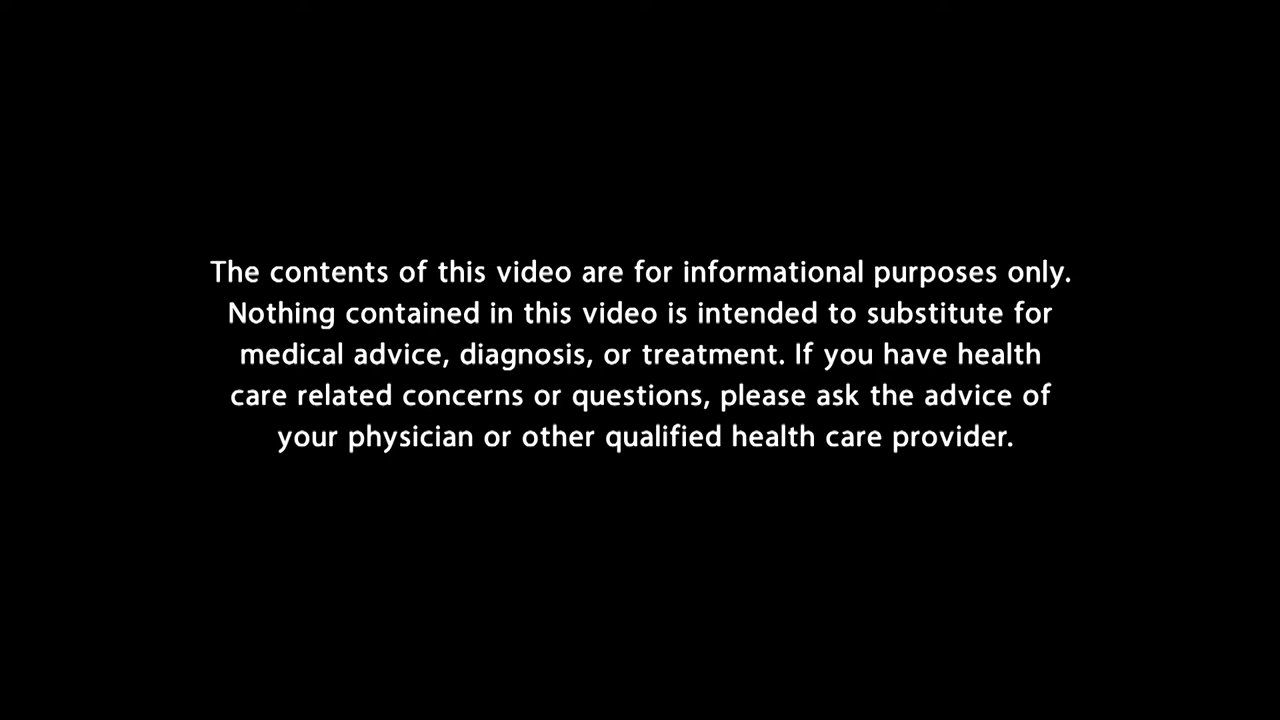 The contents of this video are for informational purposes only.
Nothing contained in this video is intended to substitute for
medical advice, diagnosis, or treatment. If you have health
care related concerns or questions, please ask the advice of
your physician or other qualified health care provider.